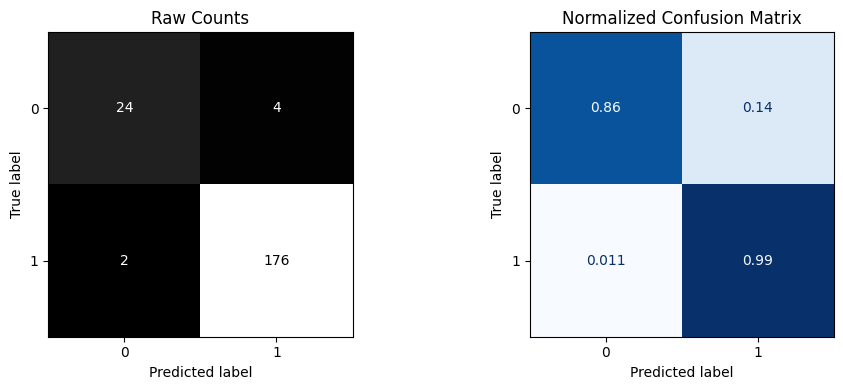 Raw Counts
True label
0
24
4
1
2
176
0
1
Predicted label
Normalized Confusion Matrix
True label
0
0.86
0.14
1
0.011
0.99
0
1
Predicted label